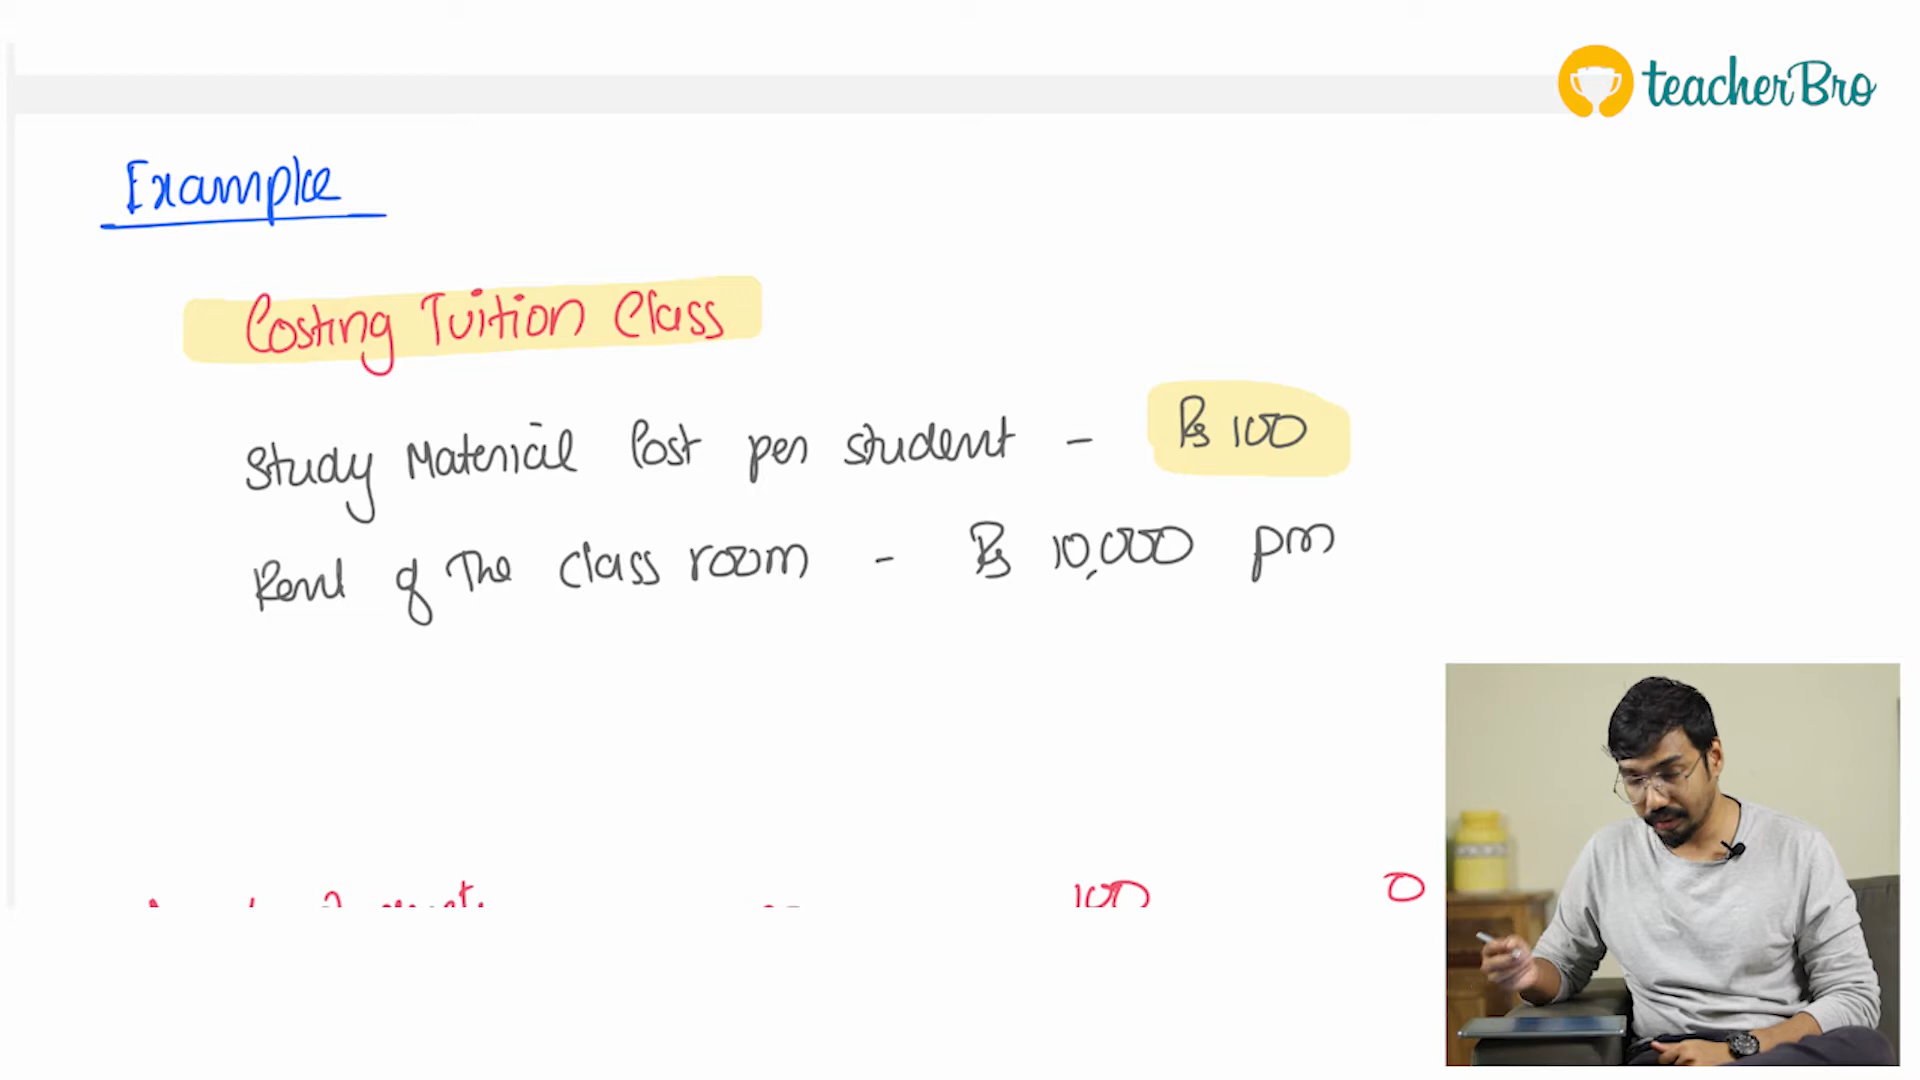 teacherBro
Example
Costing Tuition Class
Study Material Cost per student - Rs 100
Rent of The class room - Rs 10,000 pm
100 0